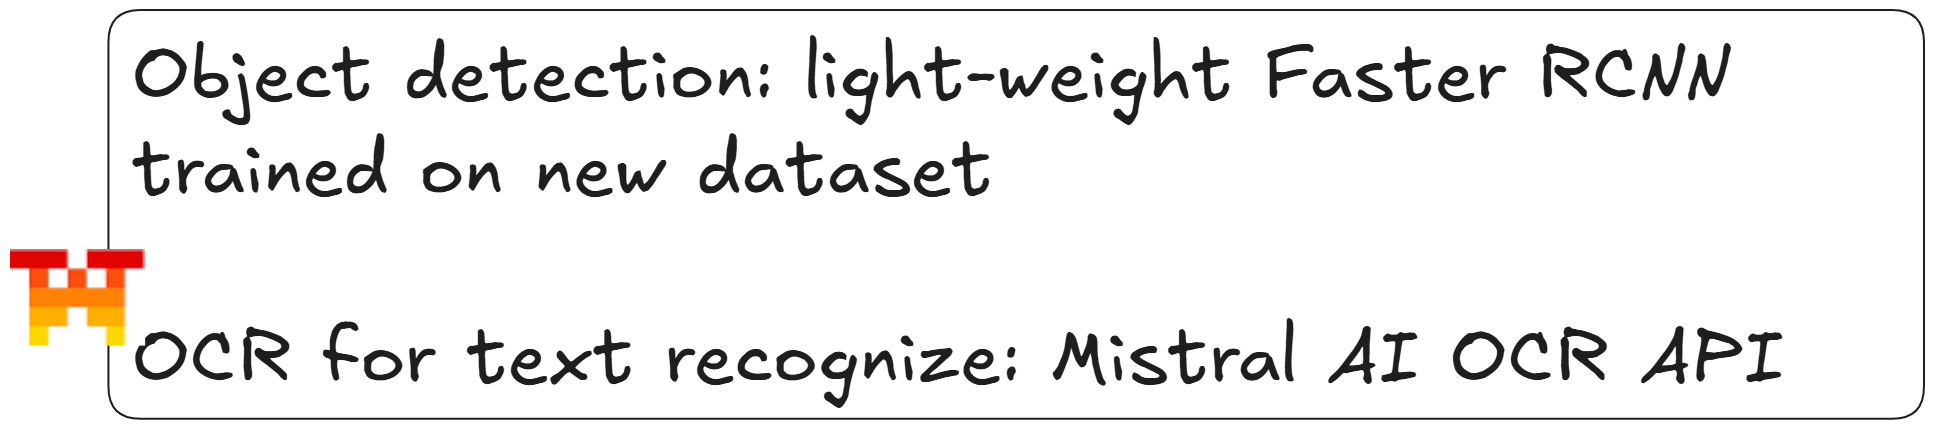 Object detection: light-weight Faster RCNN
trained on new dataset
OCR for text recognize: Mistral AI OCR API